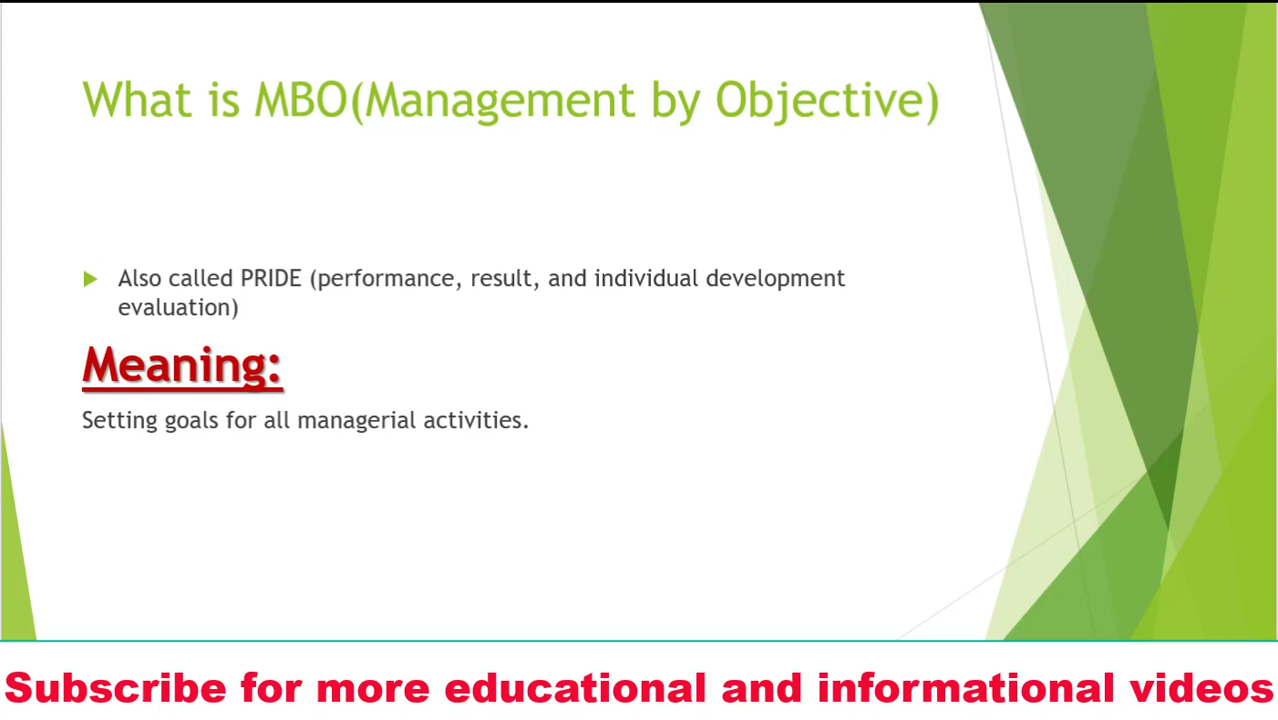 What is MBO(Management by Objective)
Also called PRIDE (performance, result, and individual development
evaluation)
Meaning:
Setting goals for all managerial activities.
Subscribe for more educational and informational videos